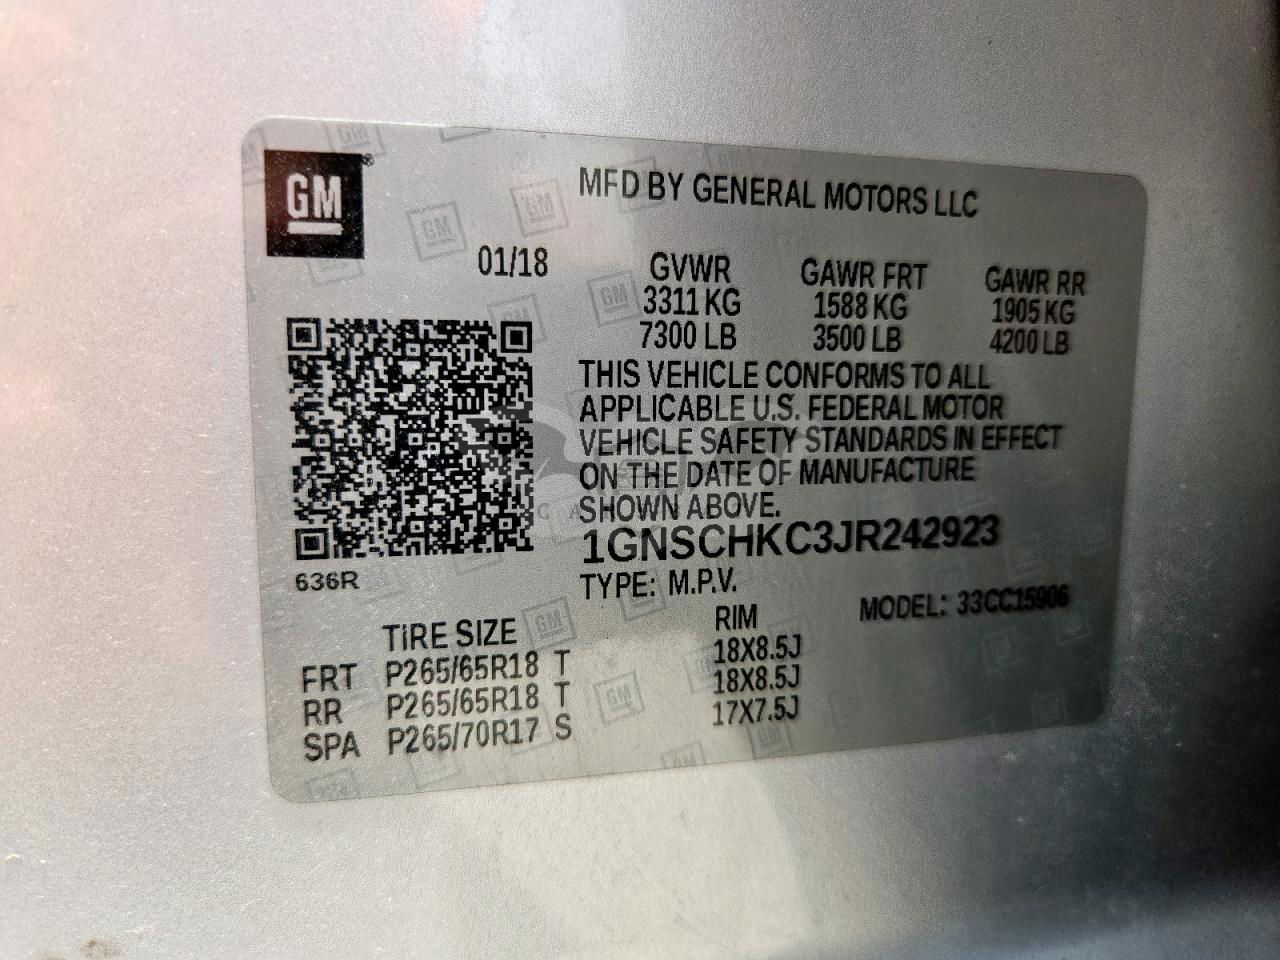 GM
MFD BY GENERAL MOTORS LLC
01/18
GVWR GAWR FRT GAWR RR
3311 KG 1588 KG 1905 KG
7300 LB 3500 LB 4200 LB
THIS VEHICLE CONFORMS TO ALL
APPLICABLE U.S. FEDERAL MOTOR
VEHICLE SAFETY STANDARDS IN EFFECT
ON THE DATE OF MANUFACTURE
SHOWN ABOVE.
1GNSCHKC3JR242923
636R
TYPE: M.P.V.
MODEL: 33CC15906
TIRE SIZE RIM
FRT P265/65R18 T 18X8.5J
RR P265/65R18 T 18X8.5J
SPA P265/70R17 S 17X7.5J